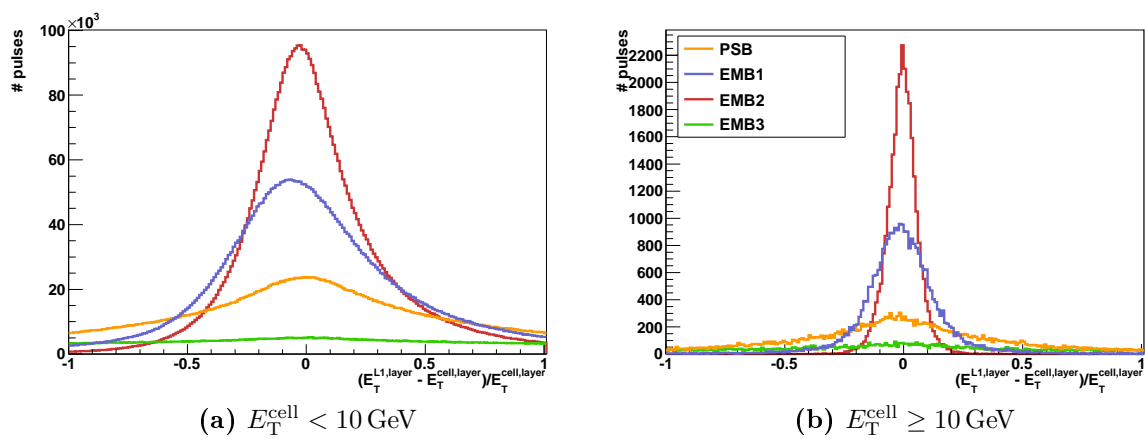 ×10³
# pulses
100
80
60
40
20
0
-1 -0.5 0 0.5 1
(E_T^L1,layer - E_T^cell,layer)/E_T^cell,layer
(a) E_T^cell < 10 GeV
# pulses
2200
2000
1800
1600
1400
1200
1000
800
600
400
200
0
PSB
EMB1
EMB2
EMB3
-1 -0.5 0 0.5 1
(E_T^L1,layer - E_T^cell,layer)/E_T^cell,layer
(b) E_T^cell ≥ 10 GeV